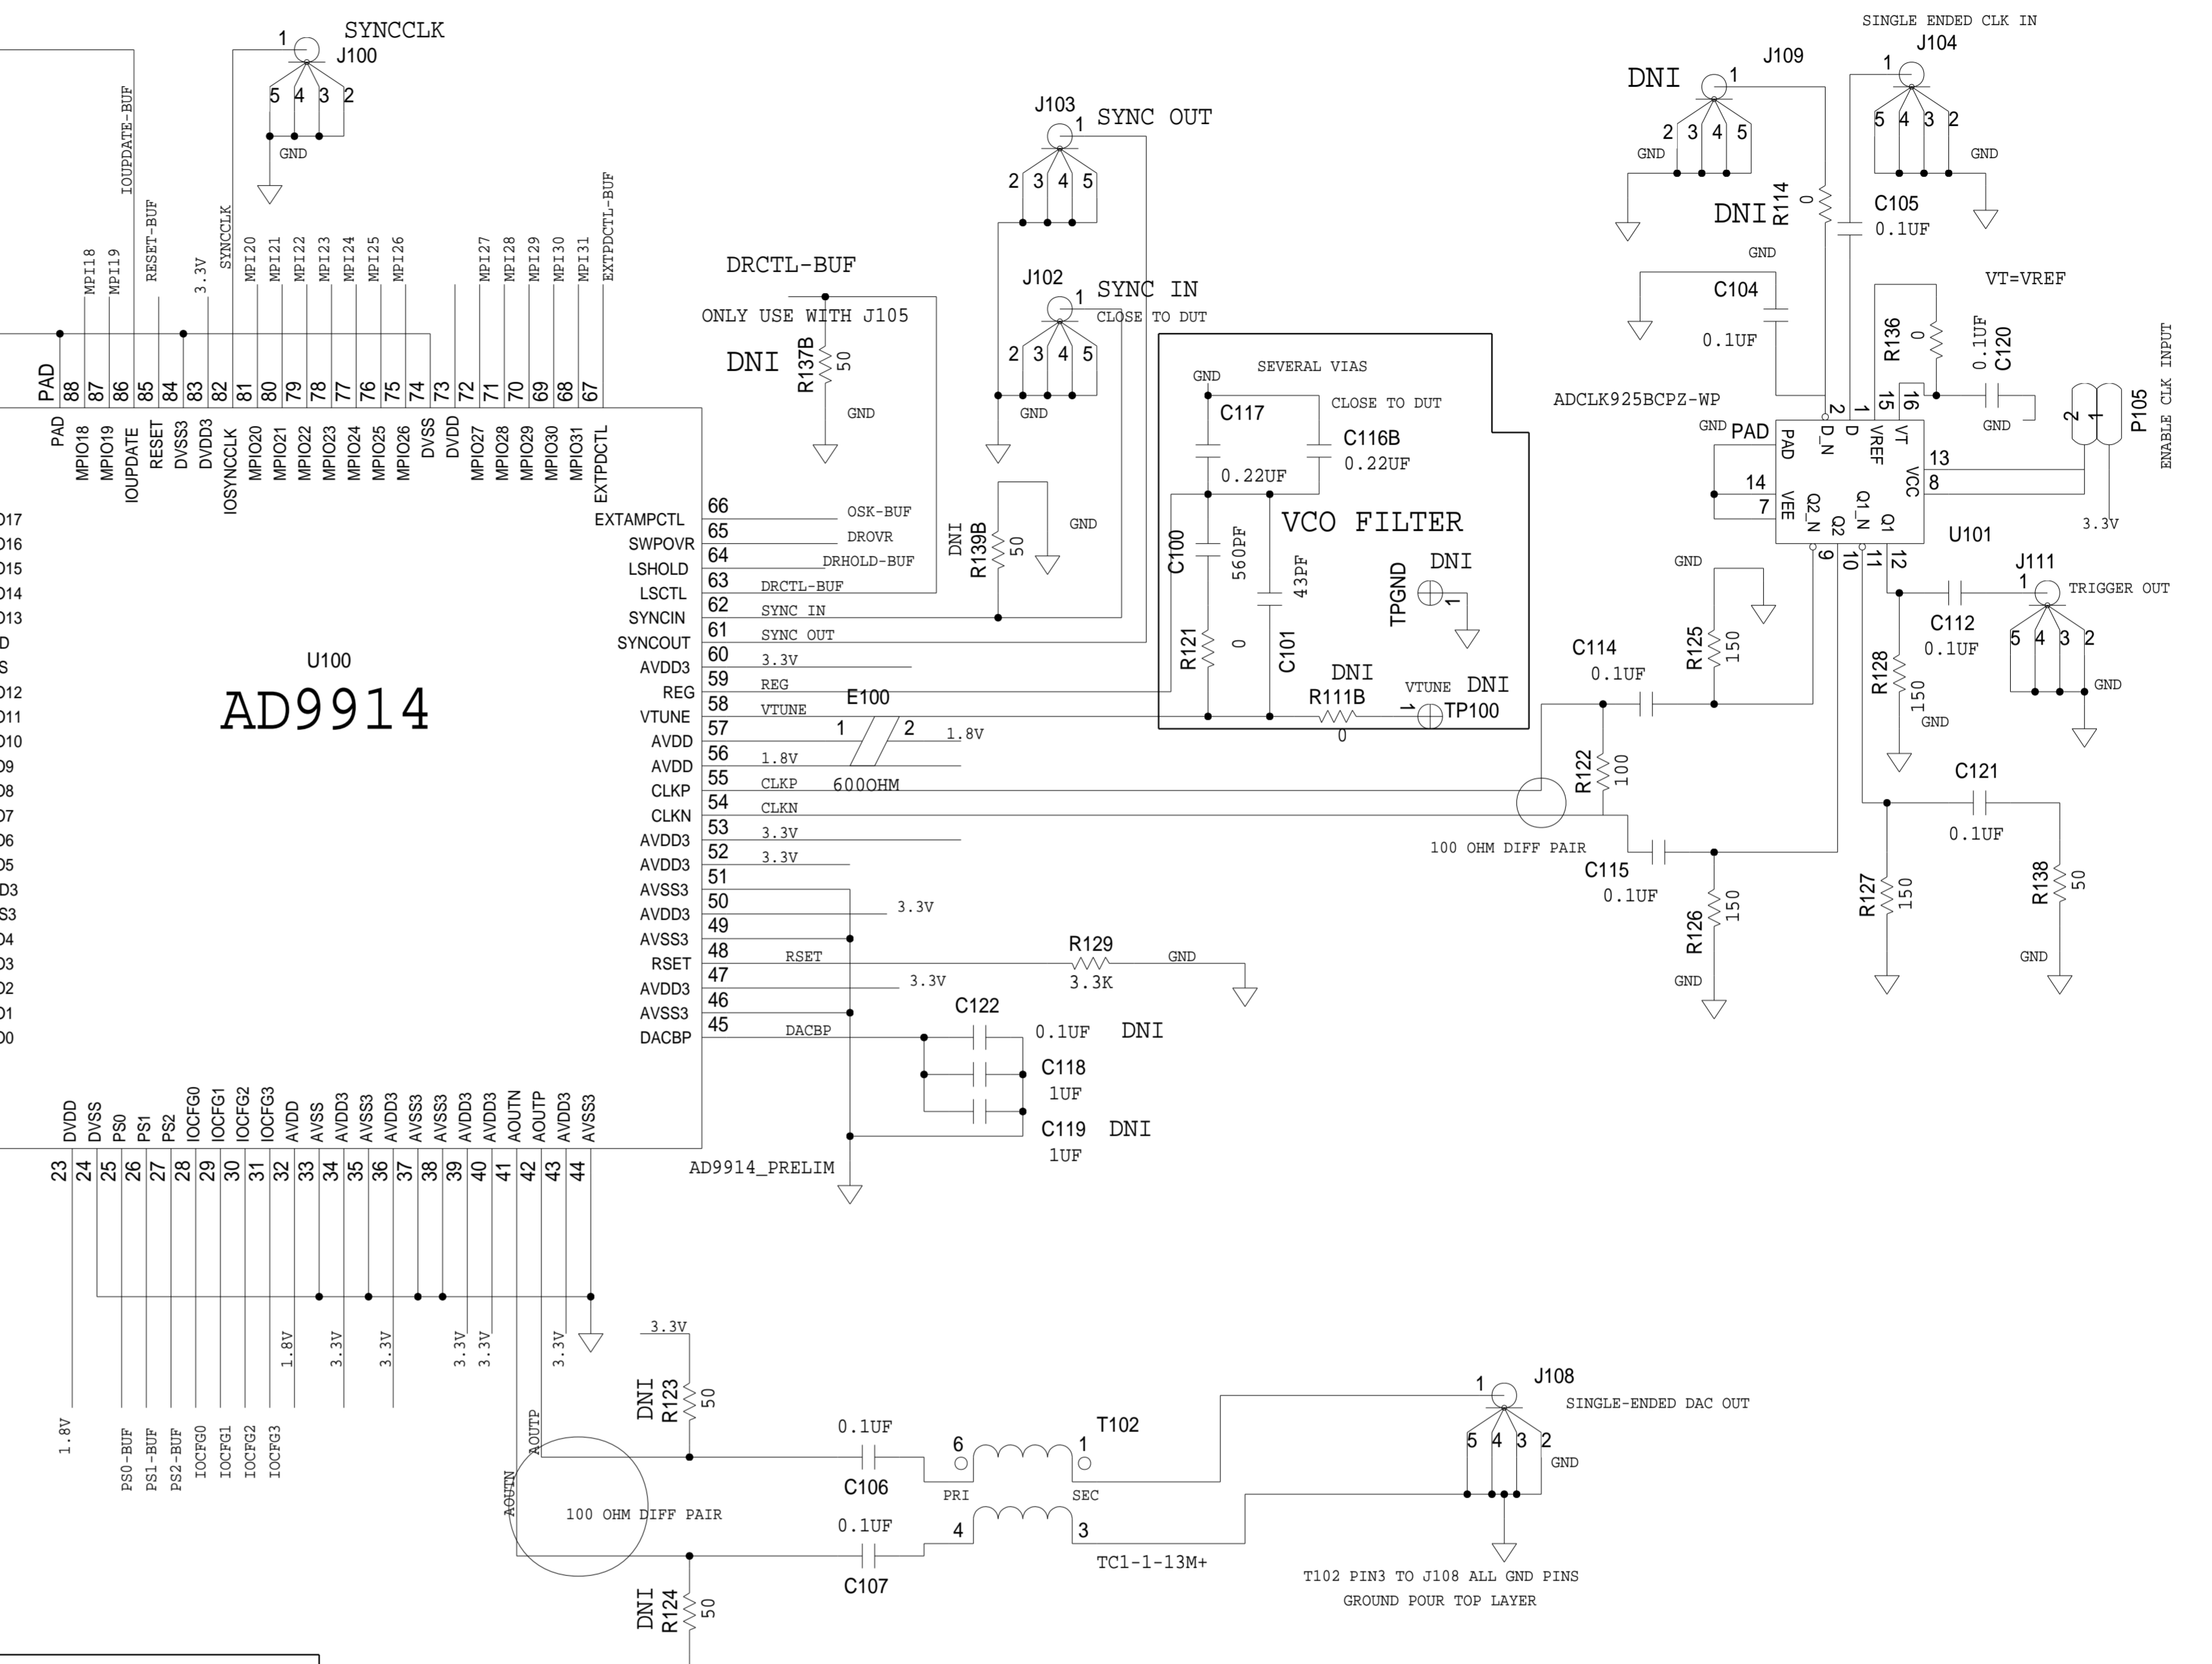 SYNCCLK
1
J100
5 4 3 2
GND
IOUPDATE-BUF
RESET-BUF
SYNCCLK
3.3V
MPI18
MPI19
MPI20
MPI21
MPI22
MPI23
MPI24
MPI25
MPI26
MPI27
MPI28
MPI29
MPI30
MPI31
EXTPDCTL-BUF
PAD 88 87 86 85 84 83 82 81 80 79 78 77 76 75 74 73 72 71 70 69 68 67
PAD
MPIO18
MPIO19
IOUPDATE
RESET
DVSS3
DVDD3
IOSYNCCLK
MPIO20
MPIO21
MPIO22
MPIO23
MPIO24
MPIO25
MPIO26
DVSS
DVDD
MPIO27
MPIO28
MPIO29
MPIO30
MPIO31
EXTPDCTL
U100
AD9914
EXTAMPCTL 66 OSK-BUF
SWPOVR 65 DROVR
LSHOLD 64 DRHOLD-BUF
LSCTL 63 DRCTL-BUF
SYNCIN 62 SYNC IN
SYNCOUT 61 SYNC OUT
AVDD3 60 3.3V
REG 59 REG
VTUNE 58 VTUNE
AVDD 57 1.8V
AVDD 56 1.8V
CLKP 55 CLKP
CLKN 54 CLKN
AVDD3 53 3.3V
AVDD3 52 3.3V
AVSS3 51
AVDD3 50 3.3V
AVSS3 49
RSET 48 RSET
AVDD3 47 3.3V
AVSS3 46
DACBP 45 DACBP
E100
1 2
600OHM
R129
3.3K
GND
C122
0.1UF DNI
C118
1UF
C119 DNI
1UF
AD9914_PRELIM
DVDD
DVSS
PS0
PS1
PS2
IOCFG0
IOCFG1
IOCFG2
IOCFG3
AVDD
AVSS
AVDD3
AVSS3
AVDD3
AVSS3
AVSS3
AVDD3
AVDD3
AOUTN
AOUTP
AVDD3
AVSS3
23 24 25 26 27 28 29 30 31 32 33 34 35 36 37 38 39 40 41 42 43 44
1.8V
PS0-BUF
PS1-BUF
PS2-BUF
IOCFG0
IOCFG1
IOCFG2
IOCFG3
1.8V
3.3V
3.3V
3.3V
3.3V
3.3V
DRCTL-BUF
ONLY USE WITH J105
DNI
R137B
50
GND
J103
1 SYNC OUT
2 3 4 5
J102
1 SYNC IN
CLOSE TO DUT
2 3 4 5
GND
DNI
R139B
50
GND
GND
SEVERAL VIAS
CLOSE TO DUT
C117
0.22UF
C116B
0.22UF
VCO FILTER
C100
560PF
43PF
C101
R121
0
DNI
TPGND
1
DNI
R111B
0
VTUNE DNI
1
TP100
SINGLE ENDED CLK IN
J104
1
5 4 3 2
GND
J109
DNI
1
2 3 4 5
GND
DNI
R114
0
C105
0.1UF
GND
C104
0.1UF
VT=VREF
R136
0
0.1UF
C120
GND
ADCLK925BCPZ-WP
2 1 15 16
GND PAD
PAD
D_N
D
VREF
VT
14
7
VEE
Q2_N
Q2
Q1_N
Q1
VCC
13
8
9 10 11 12
U101
2 1
P105
ENABLE CLK INPUT
3.3V
J111
1
TRIGGER OUT
5 4 3 2
GND
C112
0.1UF
R128
150
GND
GND
R125
150
C114
0.1UF
R122
100
100 OHM DIFF PAIR
C115
0.1UF
R126
150
GND
C121
0.1UF
R127
150
R138
50
GND
3.3V
DNI
R123
50
AOUTP
AOUTN
100 OHM DIFF PAIR
0.1UF
C106
0.1UF
C107
DNI
R124
50
T102
6 1
PRI SEC
4 3
TC1-1-13M+
J108
1
SINGLE-ENDED DAC OUT
5 4 3 2
GND
T102 PIN3 TO J108 ALL GND PINS
GROUND POUR TOP LAYER